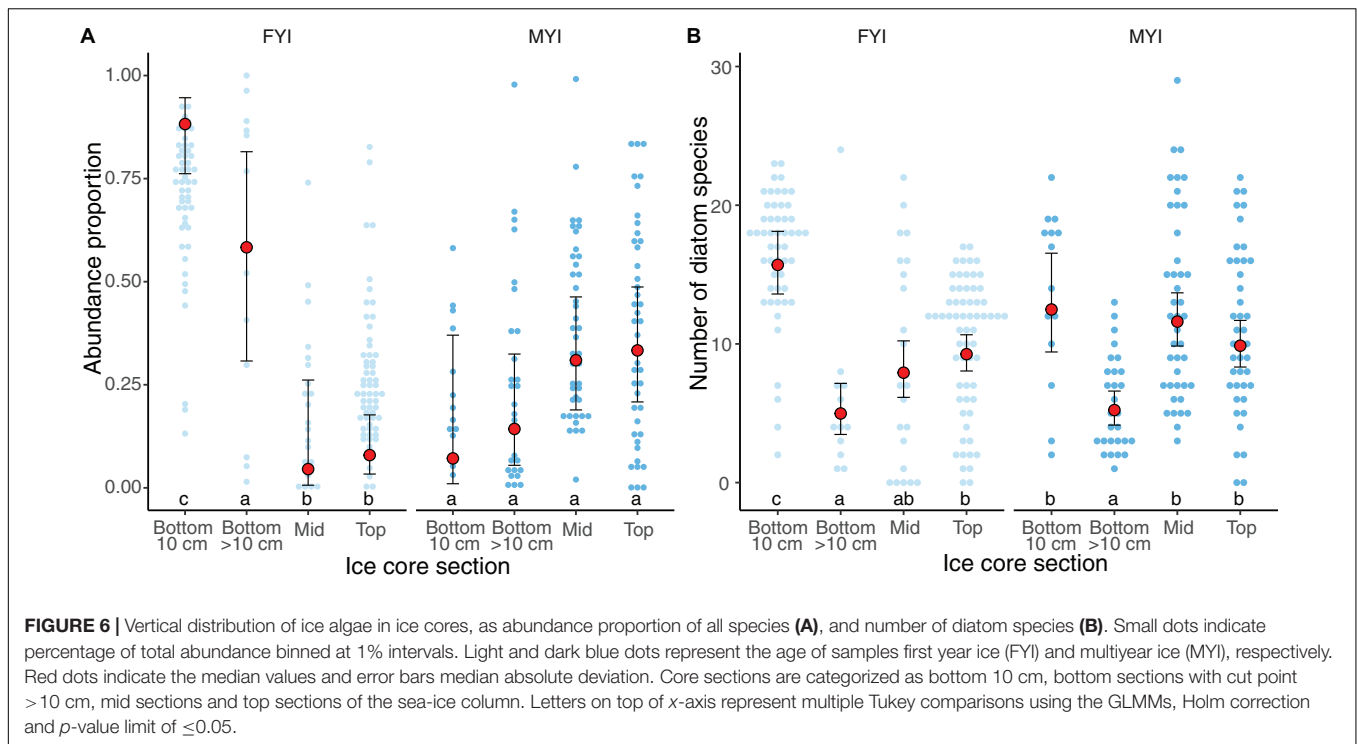 A FYI MYI
Abundance proportion
1.00
0.75
0.50
0.25
0.00
c a b b a a a a
Bottom 10 cm
Bottom >10 cm
Mid
Top
Bottom 10 cm
Bottom >10 cm
Mid
Top
Ice core section
B FYI MYI
Number of diatom species
30
20
10
0
c a ab b b a b b
Bottom 10 cm
Bottom >10 cm
Mid
Top
Bottom 10 cm
Bottom >10 cm
Mid
Top
Ice core section
FIGURE 6 | Vertical distribution of ice algae in ice cores, as abundance proportion of all species (A), and number of diatom species (B). Small dots indicate
percentage of total abundance binned at 1% intervals. Light and dark blue dots represent the age of samples first year ice (FYI) and multiyear ice (MYI), respectively.
Red dots indicate the median values and error bars median absolute deviation. Core sections are categorized as bottom 10 cm, bottom sections with cut point
>10 cm, mid sections and top sections of the sea-ice column. Letters on top of x-axis represent multiple Tukey comparisons using the GLMMs, Holm correction
and p-value limit of ≤0.05.